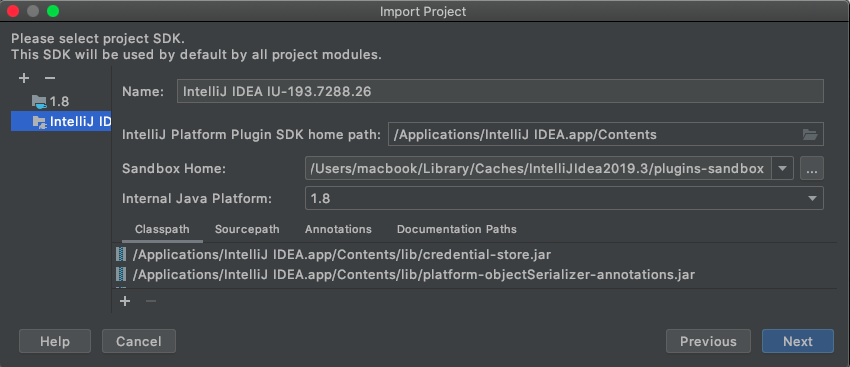 Import Project
Please select project SDK.
This SDK will be used by default by all project modules.
1.8
IntelliJ ID
Name: IntelliJ IDEA IU-193.7288.26
IntelliJ Platform Plugin SDK home path: /Applications/IntelliJ IDEA.app/Contents
Sandbox Home: /Users/macbook/Library/Caches/IntelliJIdea2019.3/plugins-sandbox ...
Internal Java Platform: 1.8
Classpath Sourcepath Annotations Documentation Paths
/Applications/IntelliJ IDEA.app/Contents/lib/credential-store.jar
/Applications/IntelliJ IDEA.app/Contents/lib/platform-objectSerializer-annotations.jar
Help Cancel Previous Next